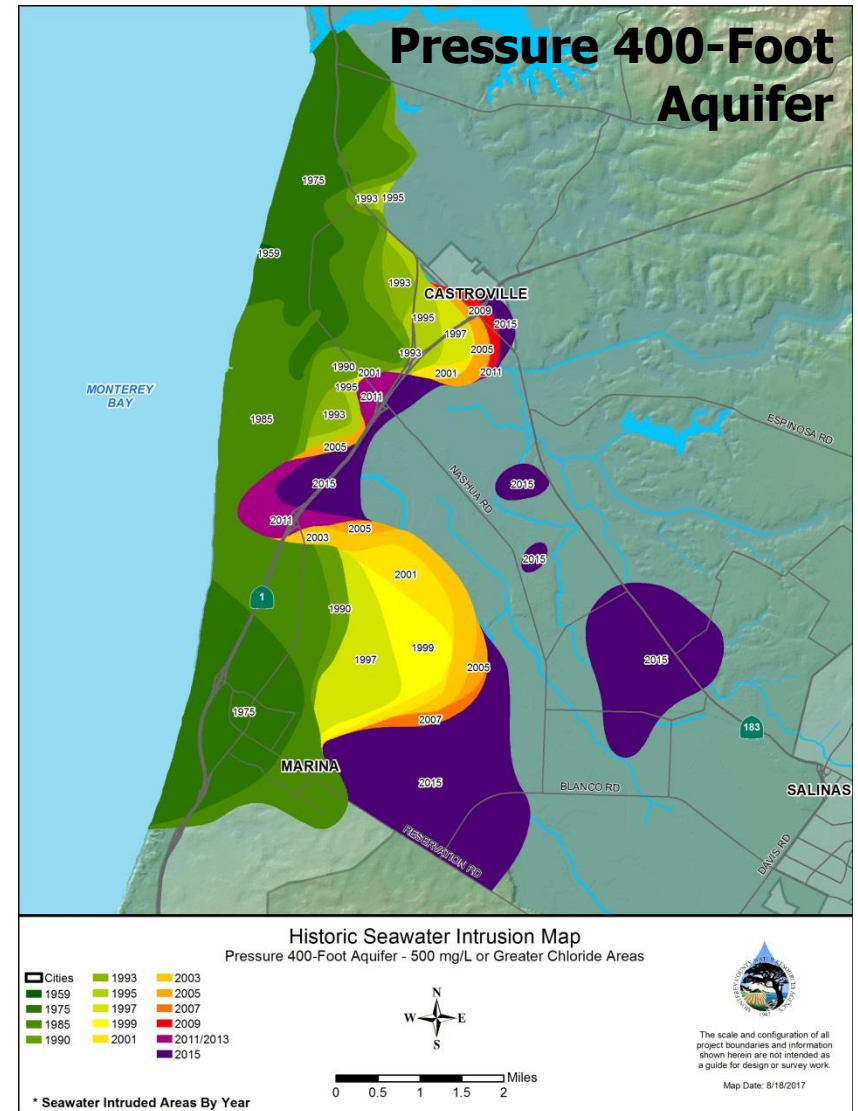 Pressure 400-Foot
Aquifer
1975
1993
1995
1959
1993
CASTROVILLE
2009
1995
2015
1997
1993
2005
1990
2001
2001
2011
1995
2011
MONTEREY
BAY
1985
1993
ESPINOSA RD
2005
NASHUA RD
2015
2015
2011
2005
2003
2015
2001
1
1990
1999
1997
2005
2015
1975
2007
183
MARINA
2015
BLANCO RD
SALINAS
RESERVATION RD
DAVIS RD
Historic Seawater Intrusion Map
Pressure 400-Foot Aquifer - 500 mg/L or Greater Chloride Areas
Cities
1959
1975
1985
1990
1993
1995
1997
1999
2001
2003
2005
2007
2009
2011/2013
2015
N
W E
S
Miles
0 0.5 1 1.5 2
MONTEREY COUNTY WATER RESOURCES AGENCY
1947
The scale and configuration of all
project boundaries and information
shown herein are not intended as
a guide for design or survey work.
Map Date: 8/18/2017
* Seawater Intruded Areas By Year